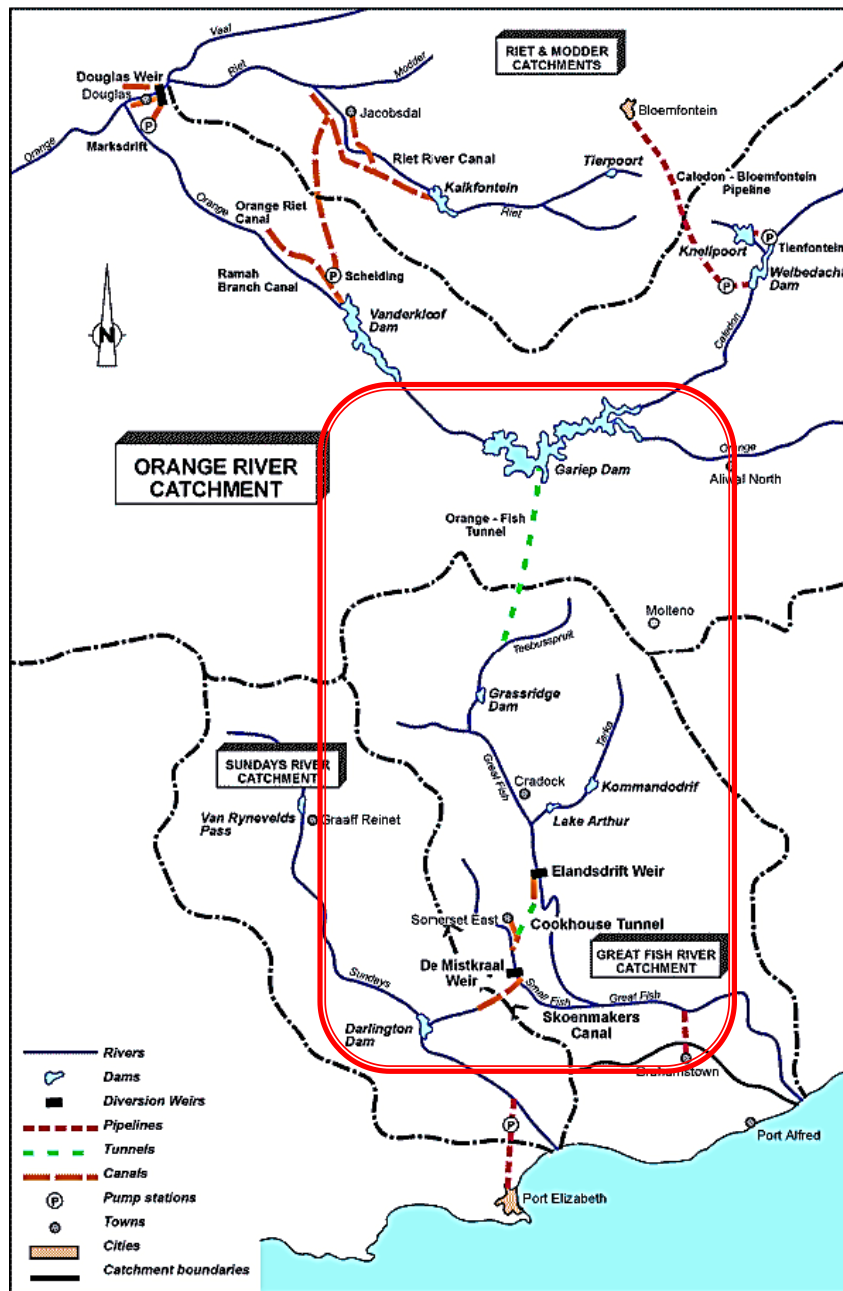 Vaal
RIET & MODDER
CATCHMENTS
Douglas Weir
Riet
Modder
Douglas
P
Jacobsdal
Bloemfontein
Orange
Marksdrift
Riet River Canal
Tierpoort
Kalkfontein
Caledon - Bloemfontein
Pipeline
Riet
Orange
Orange Riet
Canal
P
Tienfontein
Knellpoort
Welbedacht
Dam
P
Ramah
Branch Canal
P
Scheiding
Vanderkloof
Dam
Caledon
N
ORANGE RIVER
CATCHMENT
Gariep Dam
Orange
Aliwal North
Orange - Fish
Tunnel
Molteno
Teebusspruit
Grassridge
Dam
Tarka
SUNDAYS RIVER
CATCHMENT
Great Fish
Cradock
Kommandodrif
Van Rynevelds
Pass
Graaff Reinet
Lake Arthur
Elandsdrift Weir
Somerset East
Cookhouse Tunnel
GREAT FISH RIVER
CATCHMENT
De Mistkraal
Weir
Sundays
Small Fish
Great Fish
Skoenmakers
Canal
Darlington
Dam
Grahamstown
Port Alfred
P
Port Elizabeth
Rivers
Dams
Diversion Weirs
Pipelines
Tunnels
Canals
P
Pump stations
Towns
Cities
Catchment boundaries